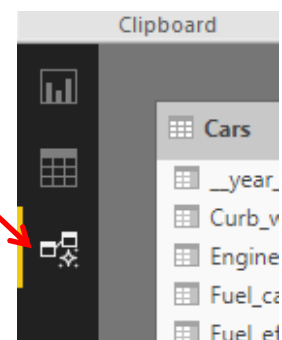 Clipboard
Cars
__year_
Curb_w
Engine
Fuel_ca
Fuel_ef